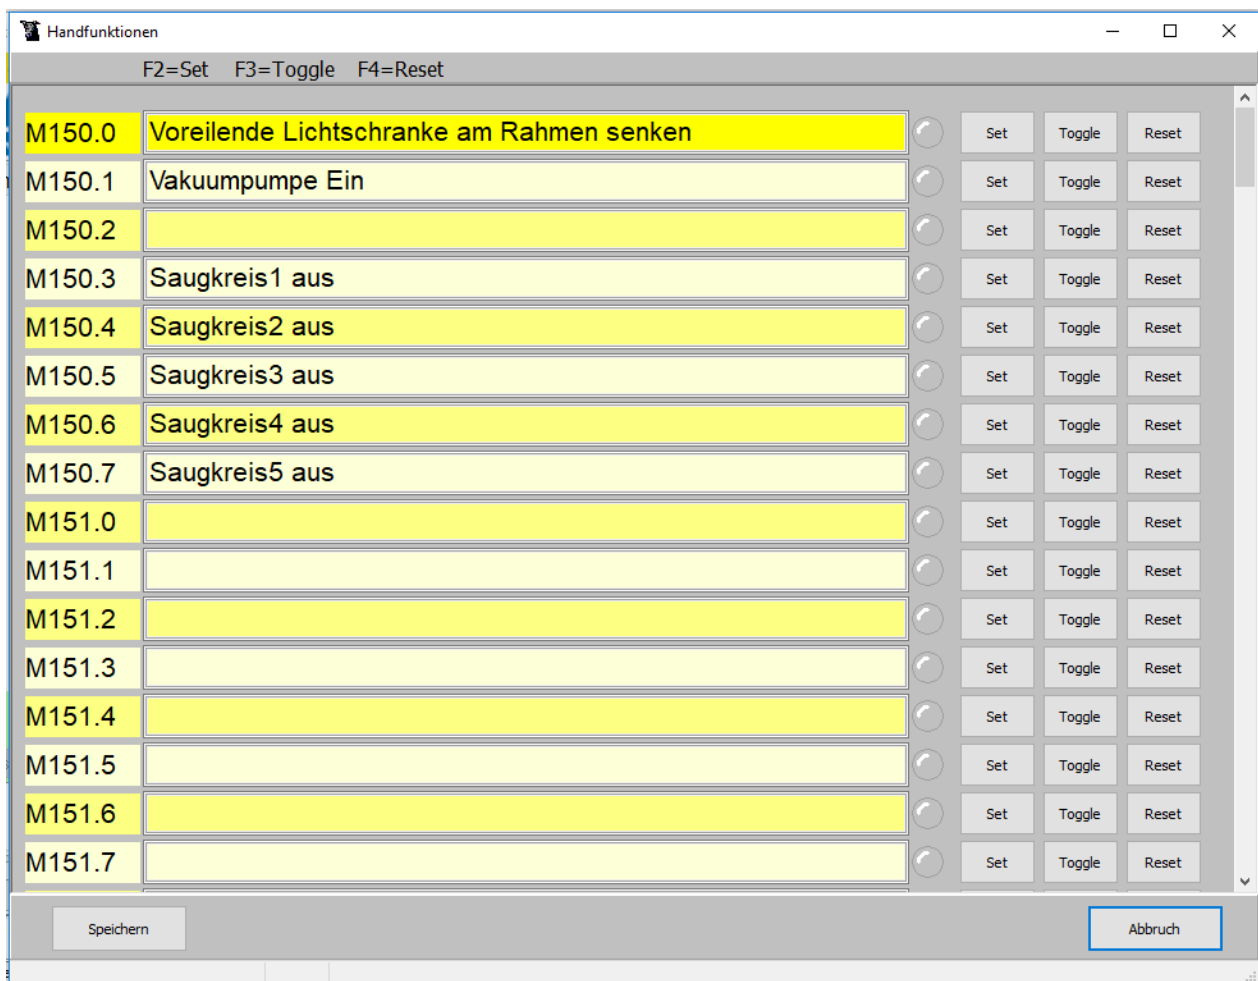 Handfunktionen
F2=Set F3=Toggle F4=Reset
M150.0 Voreilende Lichtschranke am Rahmen senken Set Toggle Reset
M150.1 Vakuumpumpe Ein Set Toggle Reset
M150.2 Set Toggle Reset
M150.3 Saugkreis1 aus Set Toggle Reset
M150.4 Saugkreis2 aus Set Toggle Reset
M150.5 Saugkreis3 aus Set Toggle Reset
M150.6 Saugkreis4 aus Set Toggle Reset
M150.7 Saugkreis5 aus Set Toggle Reset
M151.0 Set Toggle Reset
M151.1 Set Toggle Reset
M151.2 Set Toggle Reset
M151.3 Set Toggle Reset
M151.4 Set Toggle Reset
M151.5 Set Toggle Reset
M151.6 Set Toggle Reset
M151.7 Set Toggle Reset
Speichern Abbruch